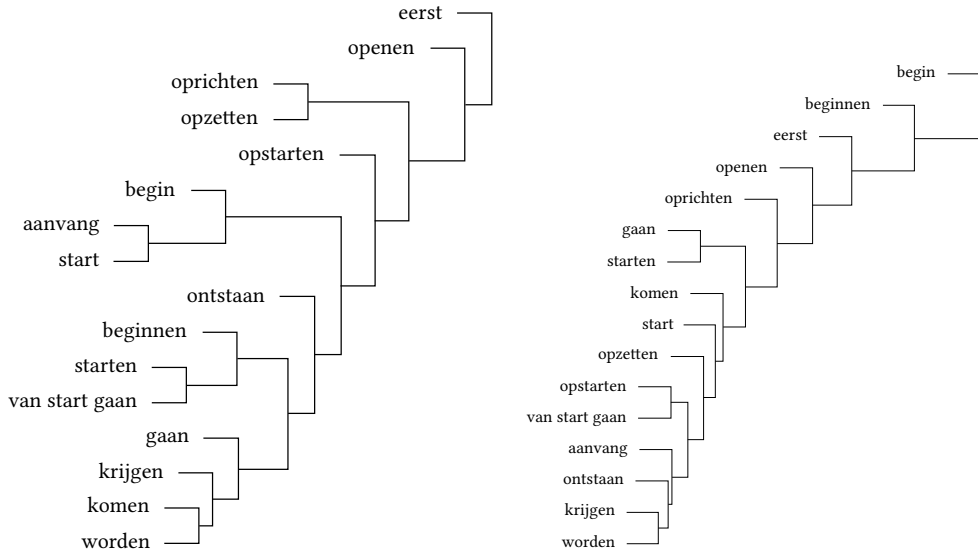 eerst
openen
oprichten
opzetten
opstarten
begin
aanvang
start
ontstaan
beginnen
starten
van start gaan
gaan
krijgen
komen
worden
begin
beginnen
eerst
openen
oprichten
gaan
starten
komen
start
opzetten
opstarten
van start gaan
aanvang
ontstaan
krijgen
worden